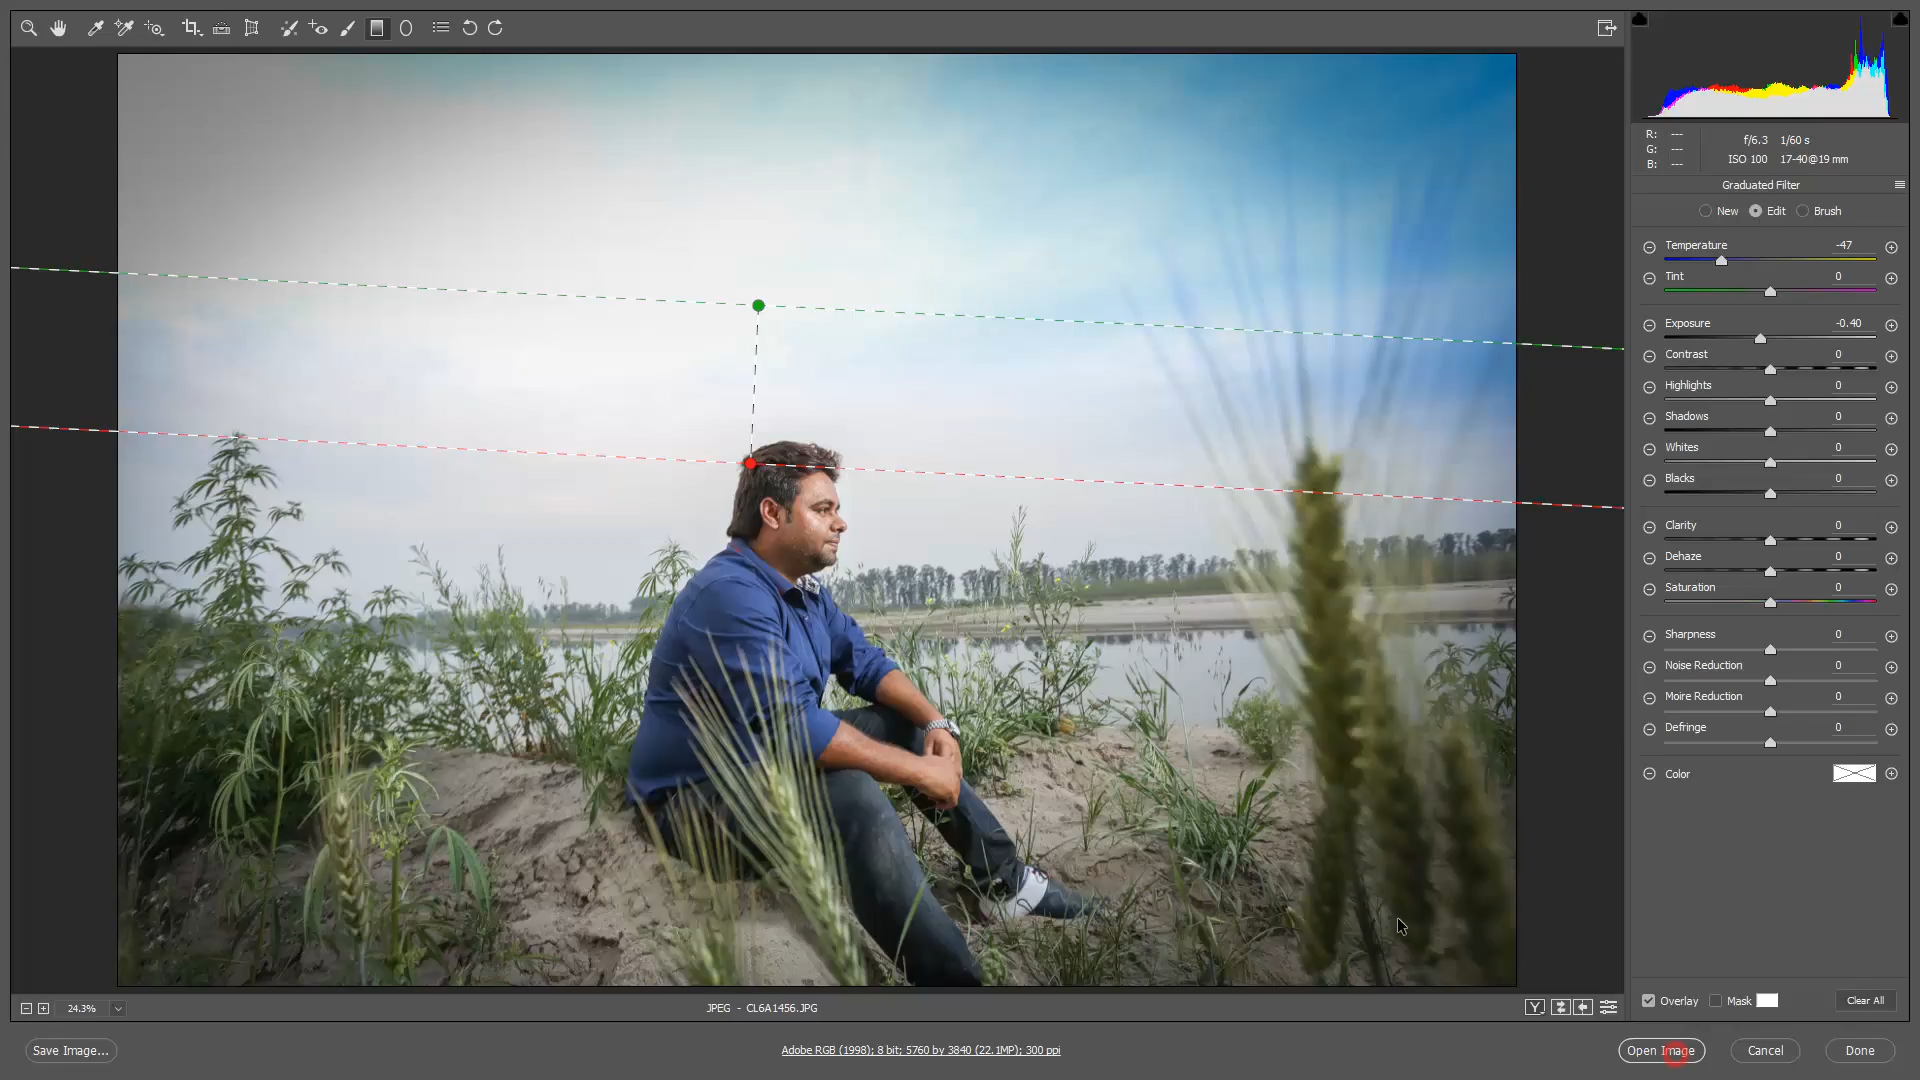 R: ---
G: ---
B: ---
f/6.3 1/60 s
ISO 100 17-40@19 mm
Graduated Filter
New Edit Brush
Temperature -47
Tint 0
Exposure -0.40
Contrast 0
Highlights 0
Shadows 0
Whites 0
Blacks 0
Clarity 0
Dehaze 0
Saturation 0
Sharpness 0
Noise Reduction 0
Moire Reduction 0
Defringe 0
Color
Overlay Mask Clear All
24.3% JPEG - CL6A1456.JPG Y
Save Image... Adobe RGB (1998); 8 bit; 5760 by 3840 (22.1MP); 300 ppi Open Image Cancel Done